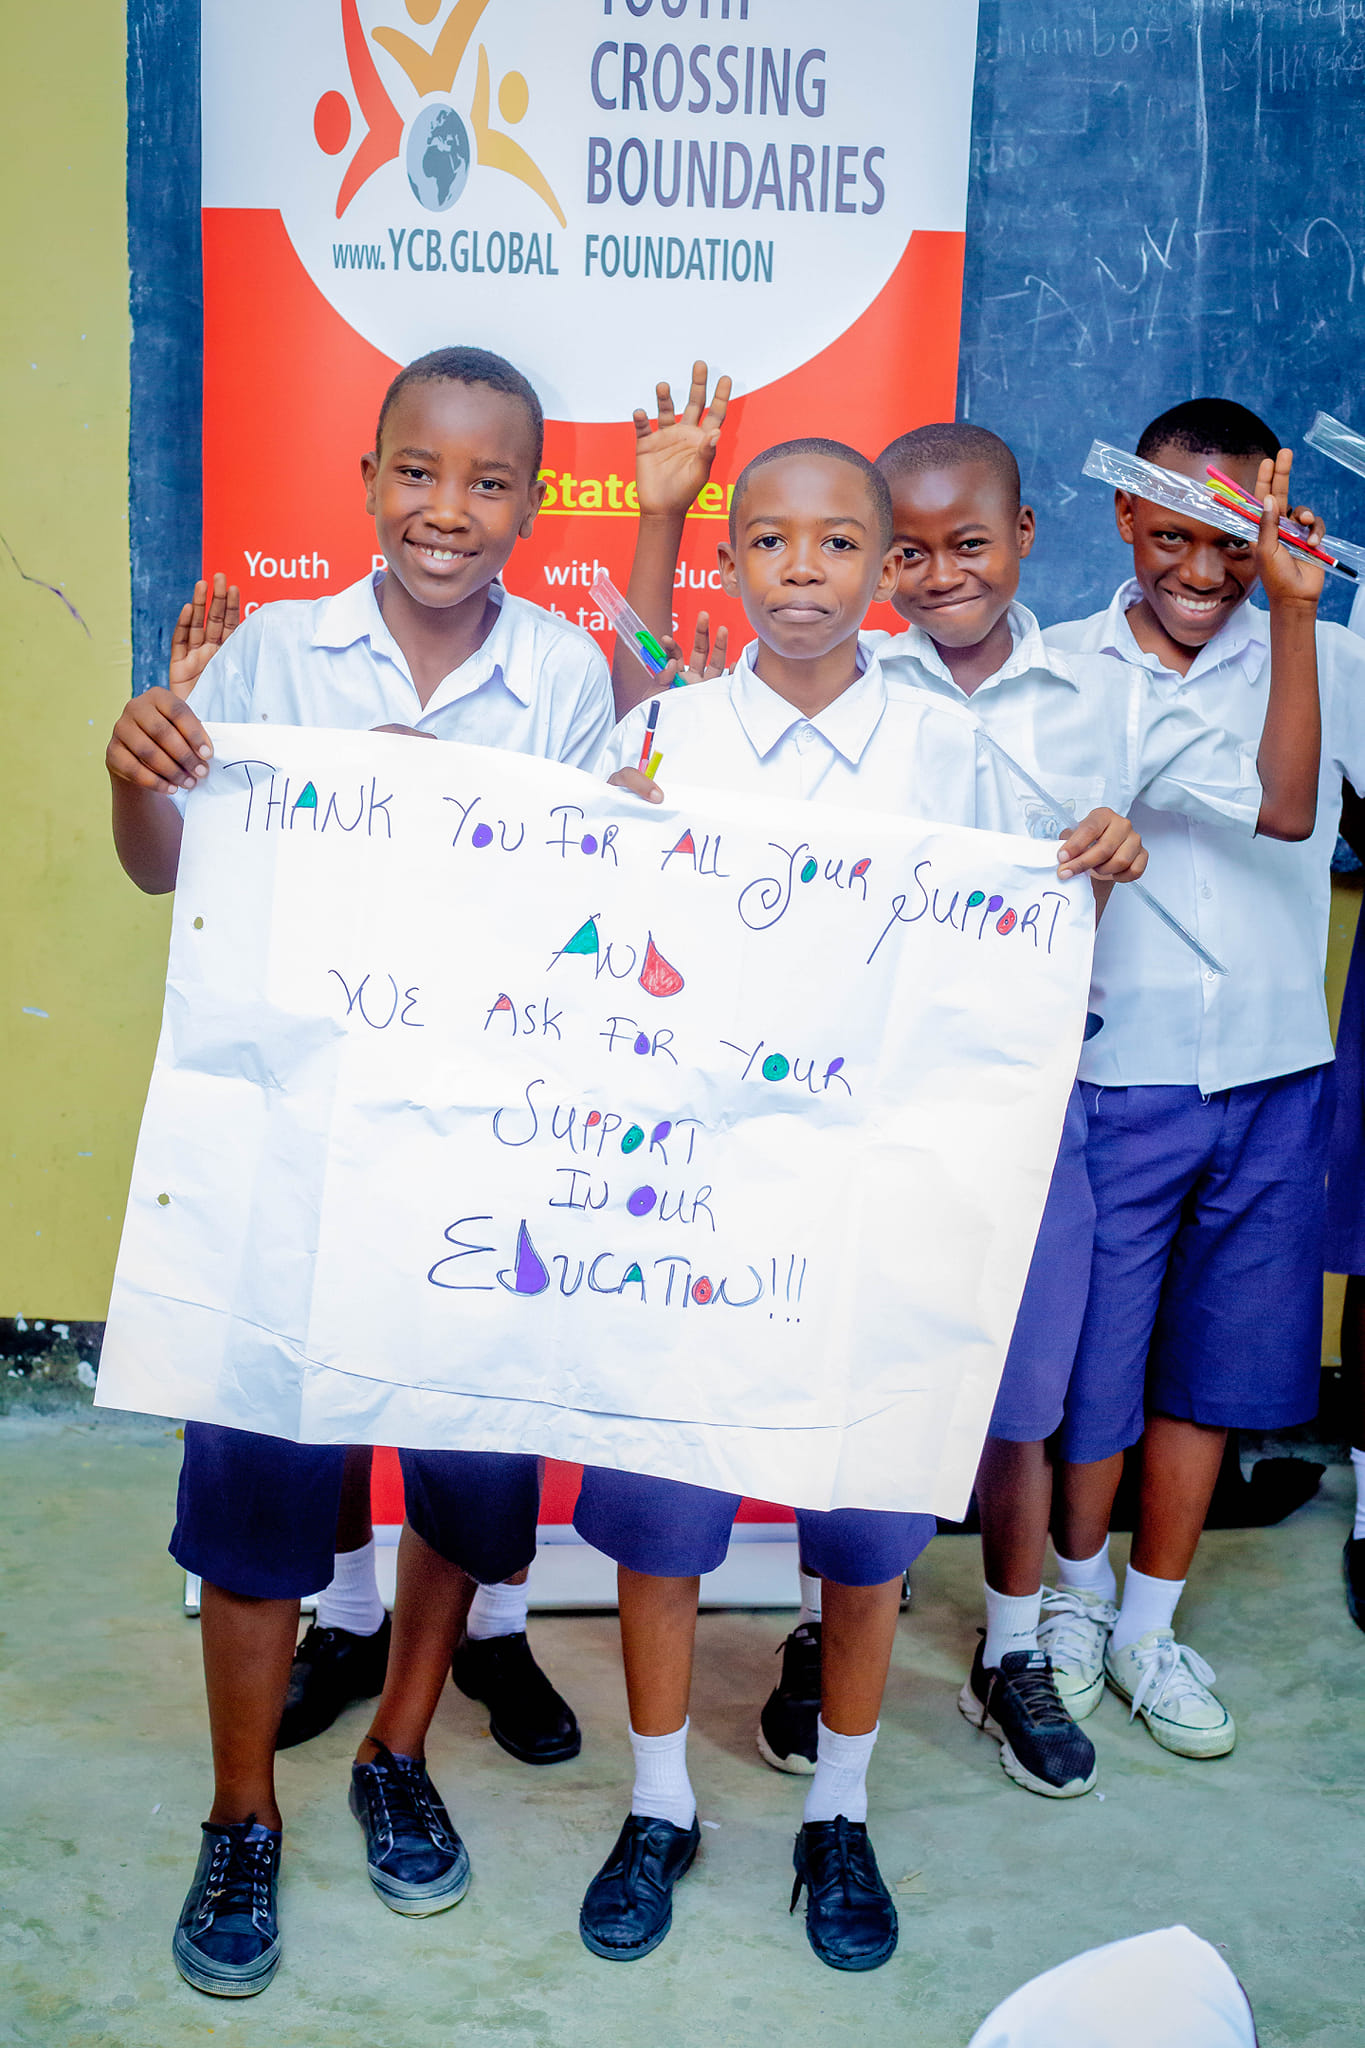 YOUTH
CROSSING
BOUNDARIES
www.YCB.GLOBAL FOUNDATION
Youth
with
THANK YOU FOR ALL YOUR SUPPORT
AND
WE ASK FOR YOUR
SUPPORT
IN OUR
EDUCATION!!!